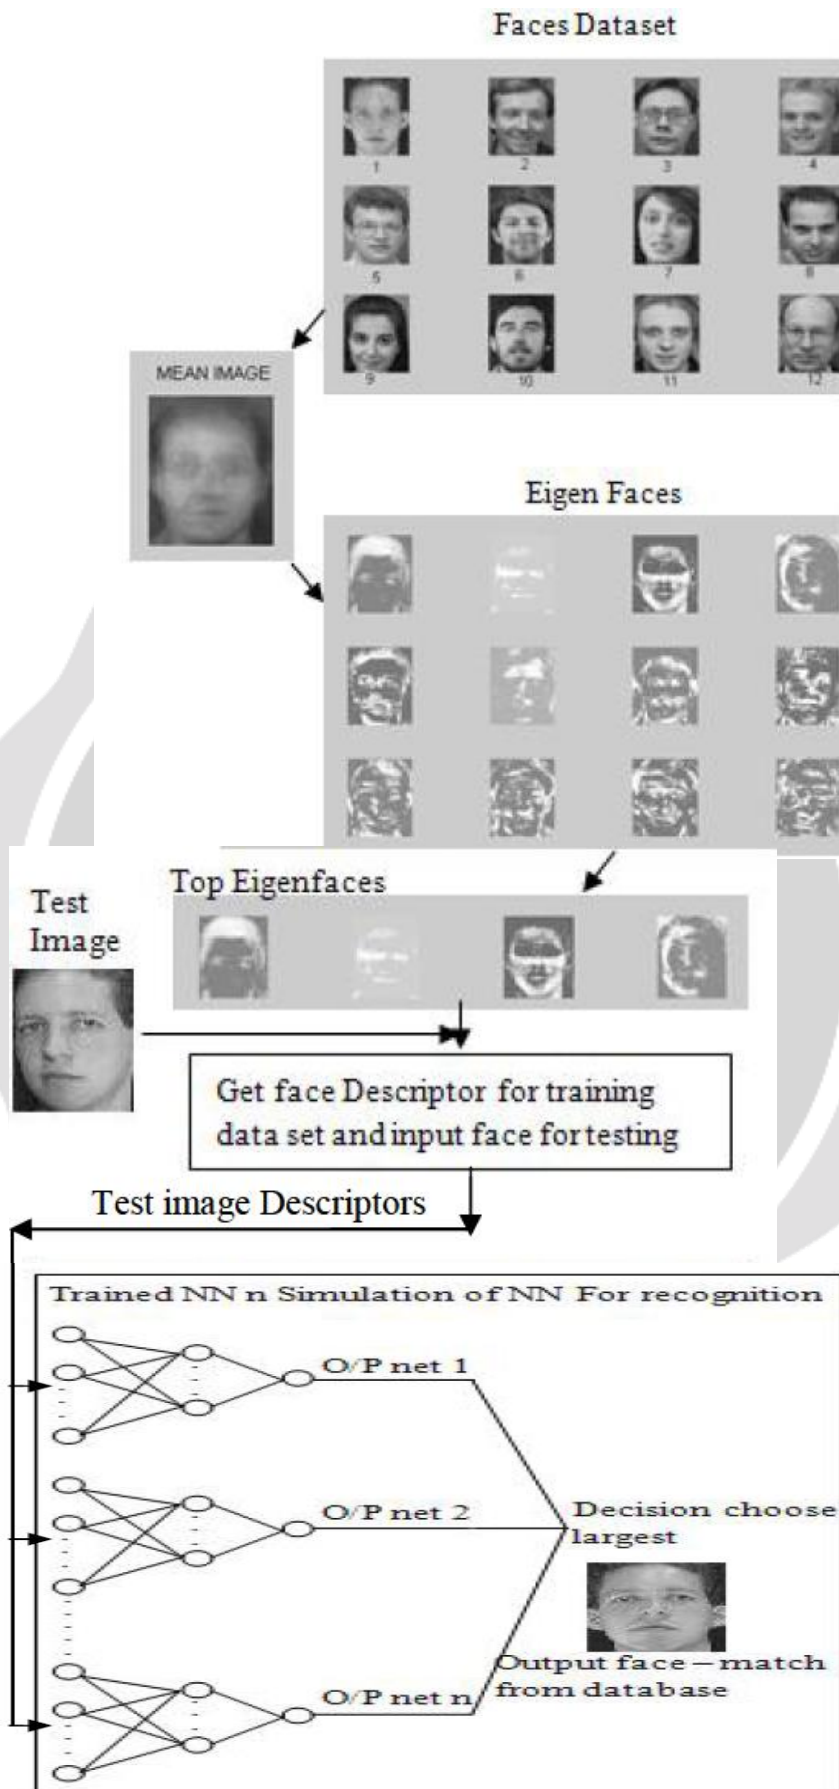 Faces Dataset
1
2
3
4
5
6
7
8
9
10
11
12
MEAN IMAGE
Eigen Faces
Top Eigenfaces
Test
Image
Get face Descriptor for training
data set and input face for testing
Test image Descriptors
Trained NN n Simulation of NN For recognition
O/P net 1
O/P net 2
Decision choose
largest
O/P net n
Output face – match
from database